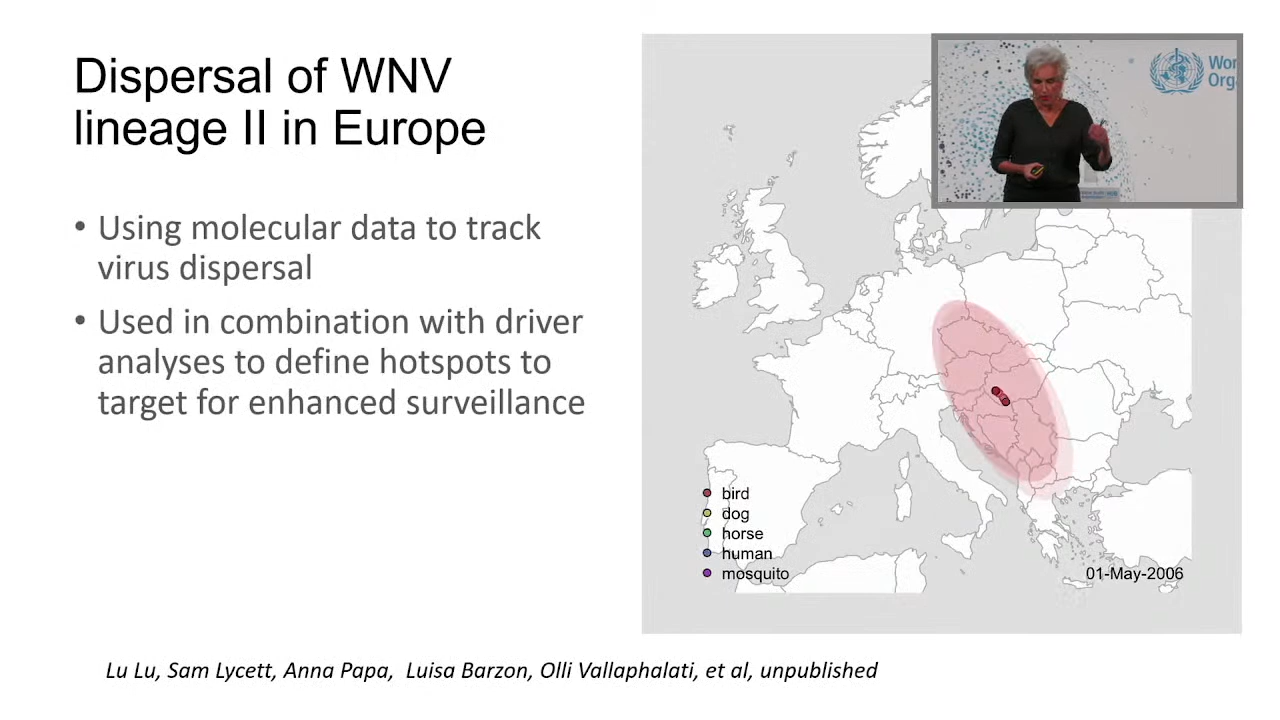 Dispersal of WNV
lineage II in Europe
• Using molecular data to track
virus dispersal
• Used in combination with driver
analyses to define hotspots to
target for enhanced surveillance
Wor
Org
bird
dog
horse
human
mosquito
01-May-2006
Lu Lu, Sam Lycett, Anna Papa, Luisa Barzon, Olli Vallaphalati, et al, unpublished